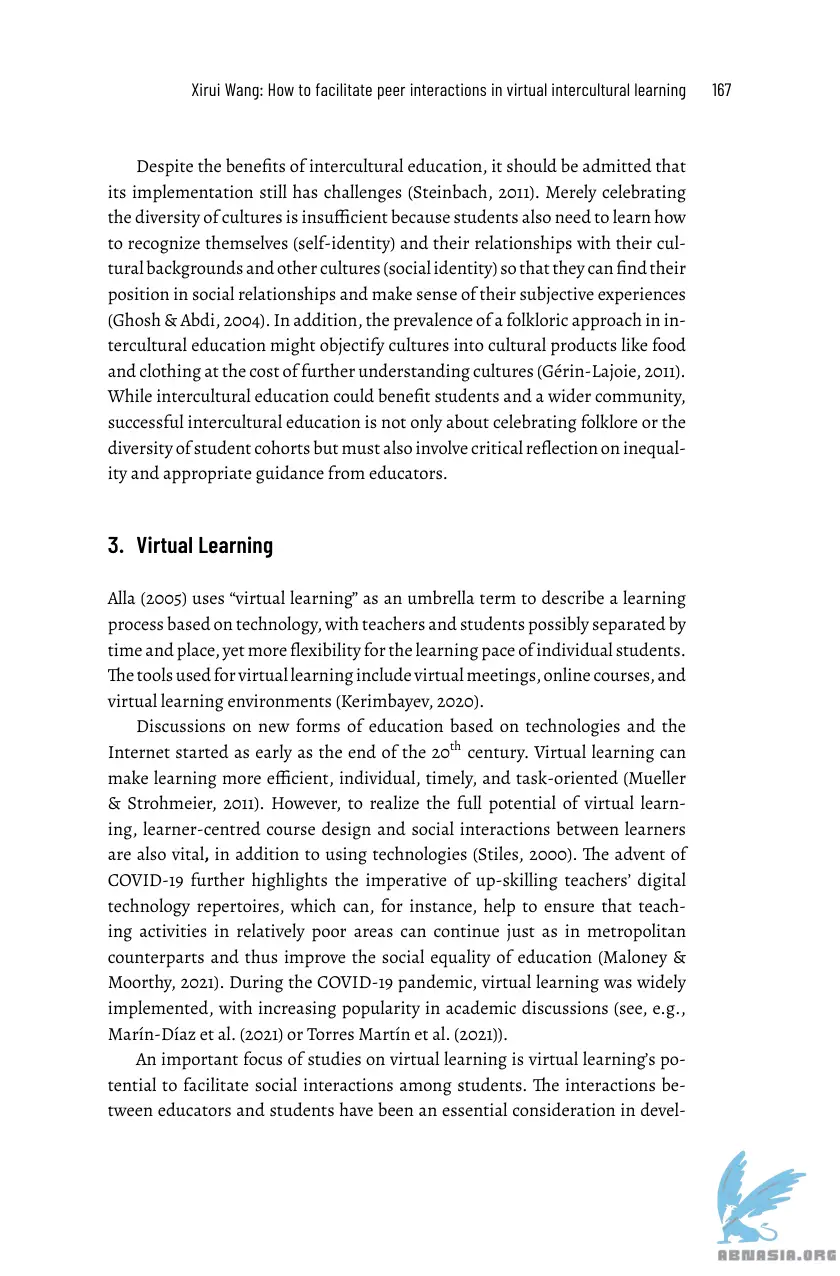 Xirui Wang: How to facilitate peer interactions in virtual intercultural learning 167
Despite the benefits of intercultural education, it should be admitted that
its implementation still has challenges (Steinbach, 2011). Merely celebrating
the diversity of cultures is insufficient because students also need to learn how
to recognize themselves (self-identity) and their relationships with their cul-
tural backgrounds and other cultures (social identity) so that they can find their
position in social relationships and make sense of their subjective experiences
(Ghosh & Abdi, 2004). In addition, the prevalence of a folkloric approach in in-
tercultural education might objectify cultures into cultural products like food
and clothing at the cost of further understanding cultures (Gérin-Lajoie, 2011).
While intercultural education could benefit students and a wider community,
successful intercultural education is not only about celebrating folklore or the
diversity of student cohorts but must also involve critical reflection on inequal-
ity and appropriate guidance from educators.
3. Virtual Learning
Alla (2005) uses “virtual learning” as an umbrella term to describe a learning
process based on technology, with teachers and students possibly separated by
time and place, yet more flexibility for the learning pace of individual students.
The tools used for virtual learning include virtual meetings, online courses, and
virtual learning environments (Kerimbayev, 2020).
Discussions on new forms of education based on technologies and the
Internet started as early as the end of the 20th century. Virtual learning can
make learning more efficient, individual, timely, and task-oriented (Mueller
& Strohmeier, 2011). However, to realize the full potential of virtual learn-
ing, learner-centred course design and social interactions between learners
are also vital, in addition to using technologies (Stiles, 2000). The advent of
COVID-19 further highlights the imperative of up-skilling teachers’ digital
technology repertoires, which can, for instance, help to ensure that teach-
ing activities in relatively poor areas can continue just as in metropolitan
counterparts and thus improve the social equality of education (Maloney &
Moorthy, 2021). During the COVID-19 pandemic, virtual learning was widely
implemented, with increasing popularity in academic discussions (see, e.g.,
Marín-Díaz et al. (2021) or Torres Martín et al. (2021)).
An important focus of studies on virtual learning is virtual learning’s po-
tential to facilitate social interactions among students. The interactions be-
tween educators and students have been an essential consideration in devel-
ABNASIA.ORG